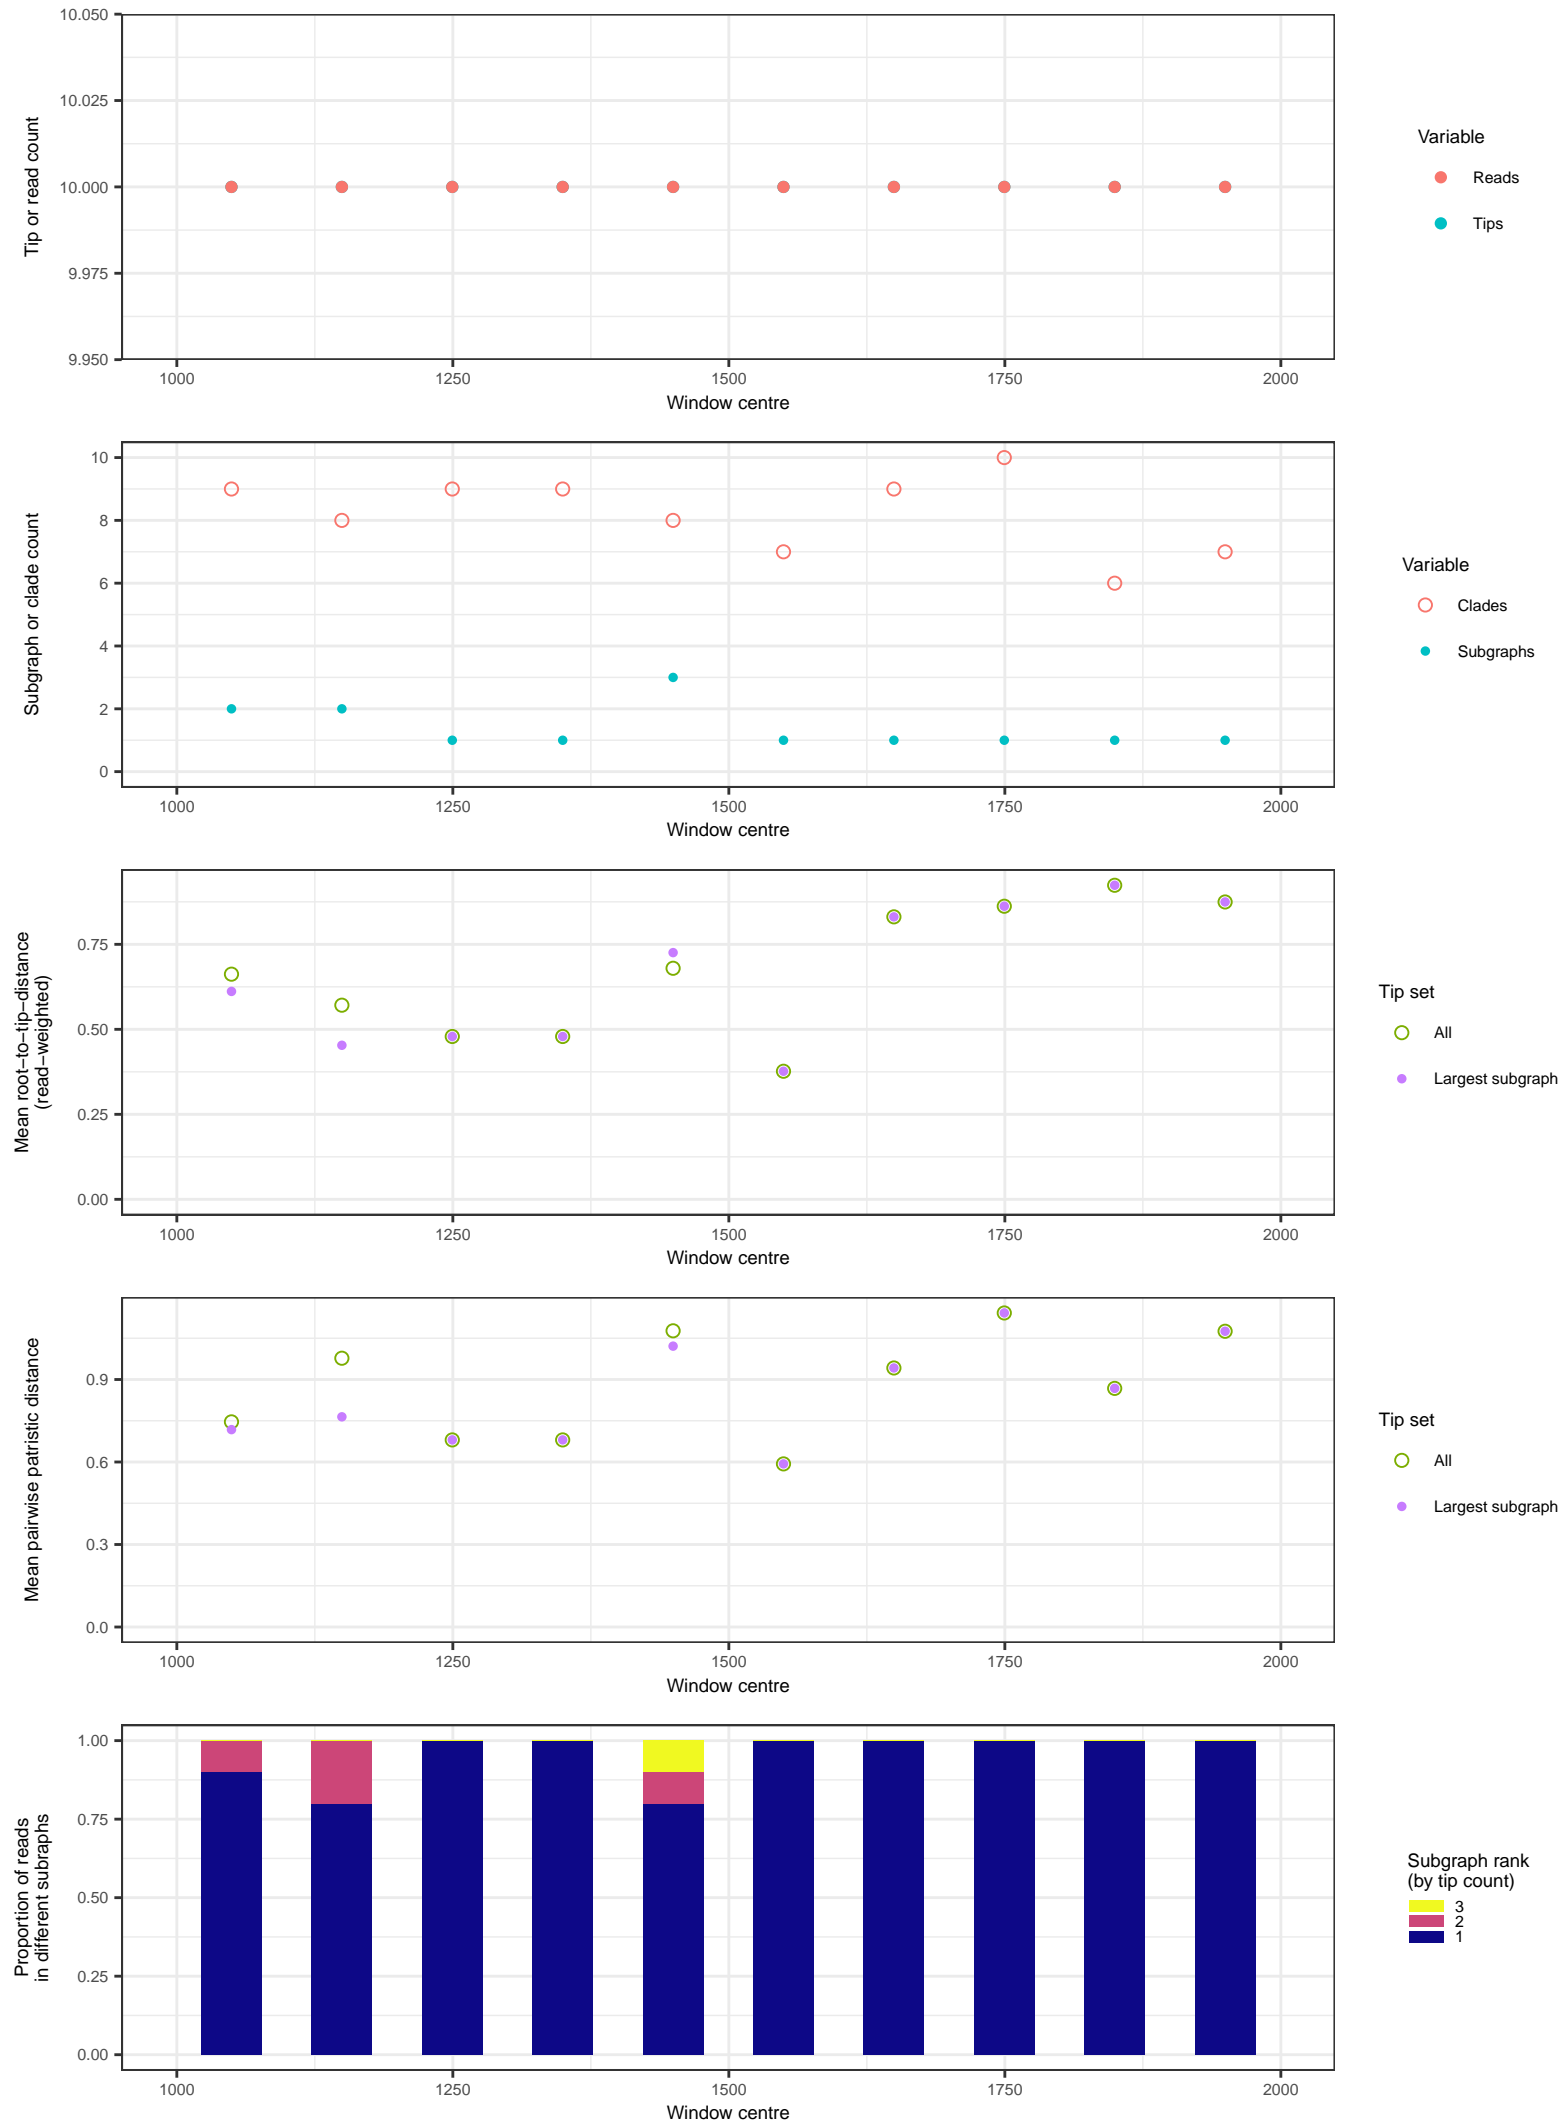 10.050
10.025
10.000
9.975
9.950
Tip or read count
1000 1250 1500 1750 2000
Window centre
Variable
Reads
Tips
10
8
6
4
2
0
Subgraph or clade count
1000 1250 1500 1750 2000
Window centre
Variable
Clades
Subgraphs
0.75
0.50
0.25
0.00
Mean root−to−tip−distance
(read−weighted)
1000 1250 1500 1750 2000
Window centre
Tip set
All
Largest subgraph
0.9
0.6
0.3
0.0
Mean pairwise patristic distance
1000 1250 1500 1750 2000
Window centre
Tip set
All
Largest subgraph
1.00
0.75
0.50
0.25
0.00
Proportion of reads
in different subraphs
1000 1250 1500 1750 2000
Window centre
Subgraph rank
(by tip count)
3
2
1